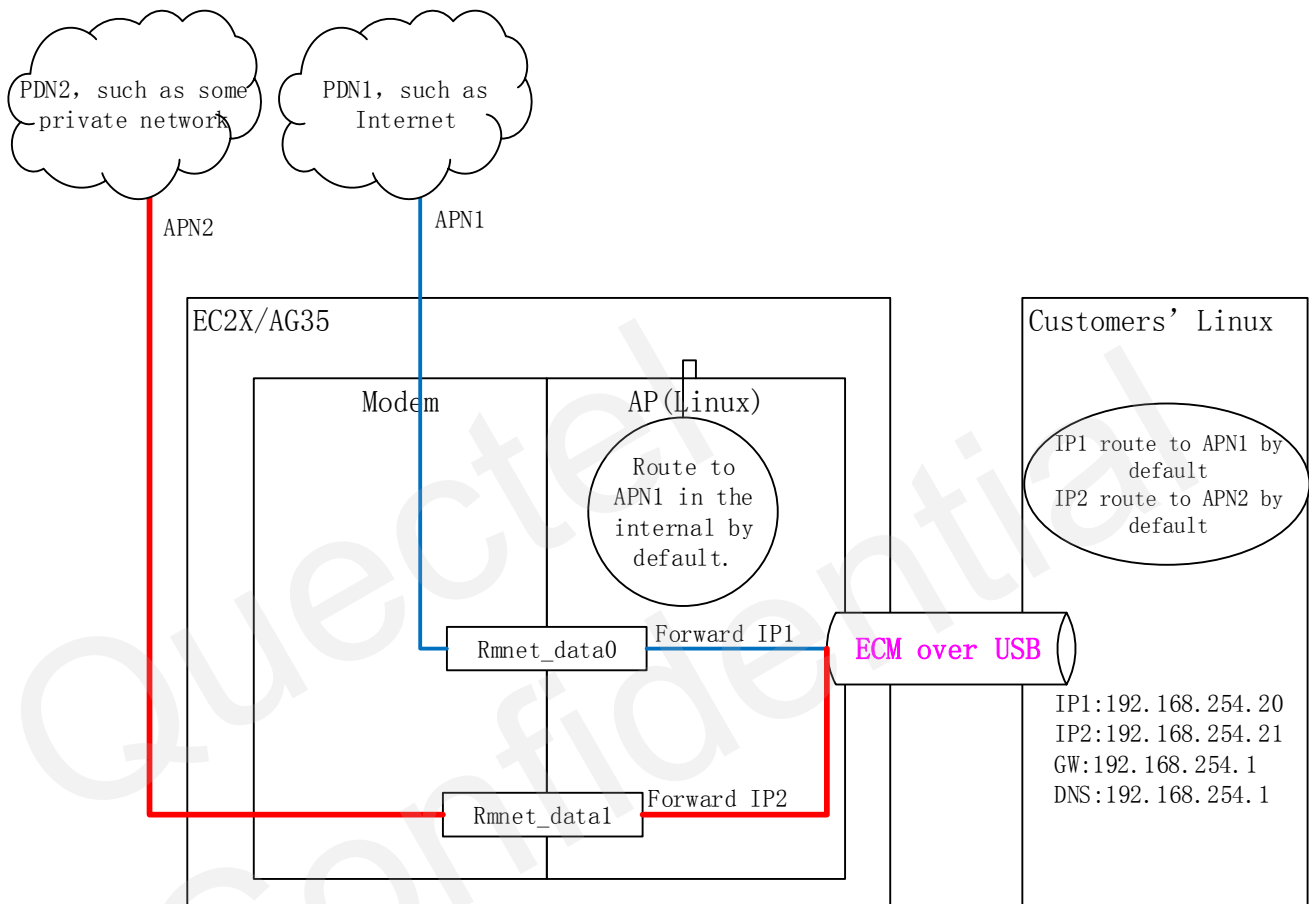 PDN2, such as some
private network
PDN1, such as
Internet
APN2
APN1
EC2X/AG35
Customers’ Linux
Modem
AP(Linux)
Route to
APN1 in the
internal by
default.
IP1 route to APN1 by
default
IP2 route to APN2 by
default
Rmnet_data0
Forward IP1
ECM over USB
IP1:192.168.254.20
IP2:192.168.254.21
GW:192.168.254.1
DNS:192.168.254.1
Rmnet_data1
Forward IP2
Quectel
Confidential